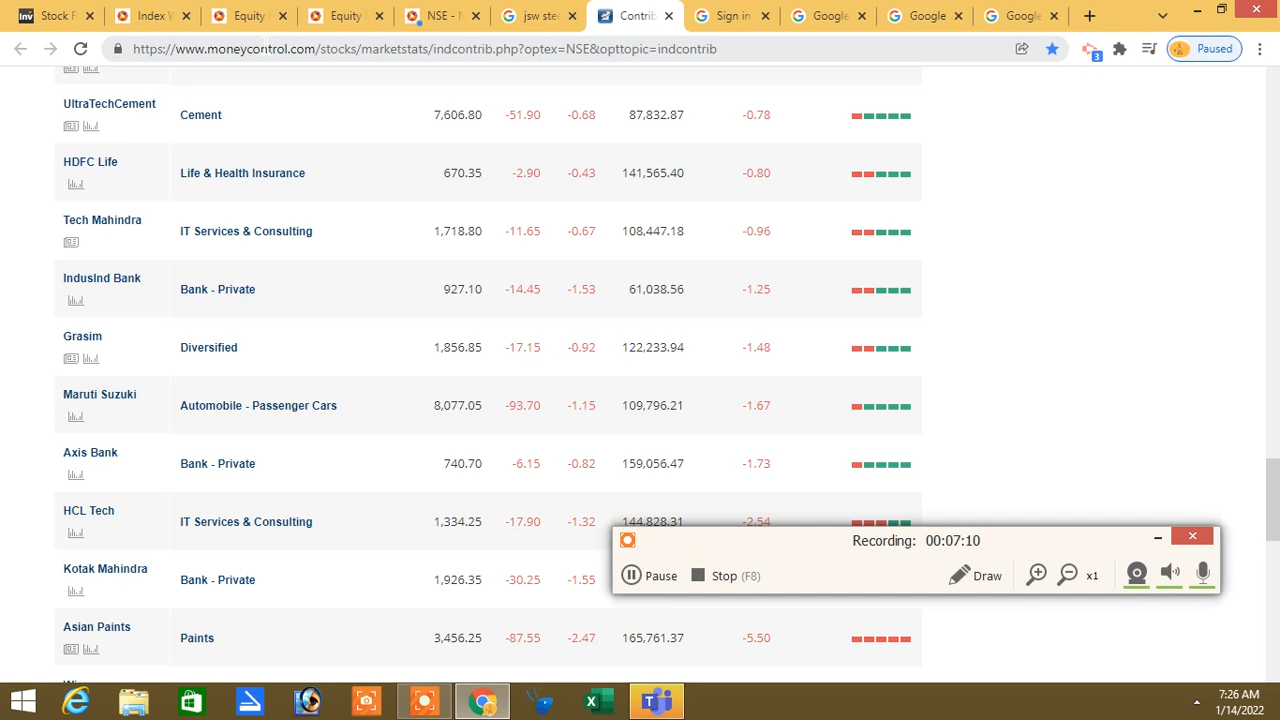 Stock F
Index W
Equity
Equity F
NSE -
jsw stee
Contrib
Sign in
Google
Google
Google
https://www.moneycontrol.com/stocks/marketstats/indcontrib.php?optex=NSE&opttopic=indcontrib
3
Paused
UltraTechCement Cement 7,606.80 -51.90 -0.68 87,832.87 -0.78
HDFC Life Life & Health Insurance 670.35 -2.90 -0.43 141,565.40 -0.80
Tech Mahindra IT Services & Consulting 1,718.80 -11.65 -0.67 108,447.18 -0.96
IndusInd Bank Bank - Private 927.10 -14.45 -1.53 61,038.56 -1.25
Grasim Diversified 1,856.85 -17.15 -0.92 122,233.94 -1.48
Maruti Suzuki Automobile - Passenger Cars 8,077.05 -93.70 -1.15 109,796.21 -1.67
Axis Bank Bank - Private 740.70 -6.15 -0.82 159,056.47 -1.73
HCL Tech IT Services & Consulting 1,334.25 -17.90 -1.32 144,828.31 -2.54
Kotak Mahindra Bank - Private 1,926.35 -30.25 -1.55
Asian Paints Paints 3,456.25 -87.55 -2.47 165,761.37 -5.50
Recording: 00:07:10
Pause Stop (F8) Draw x1
7:26 AM
1/14/2022